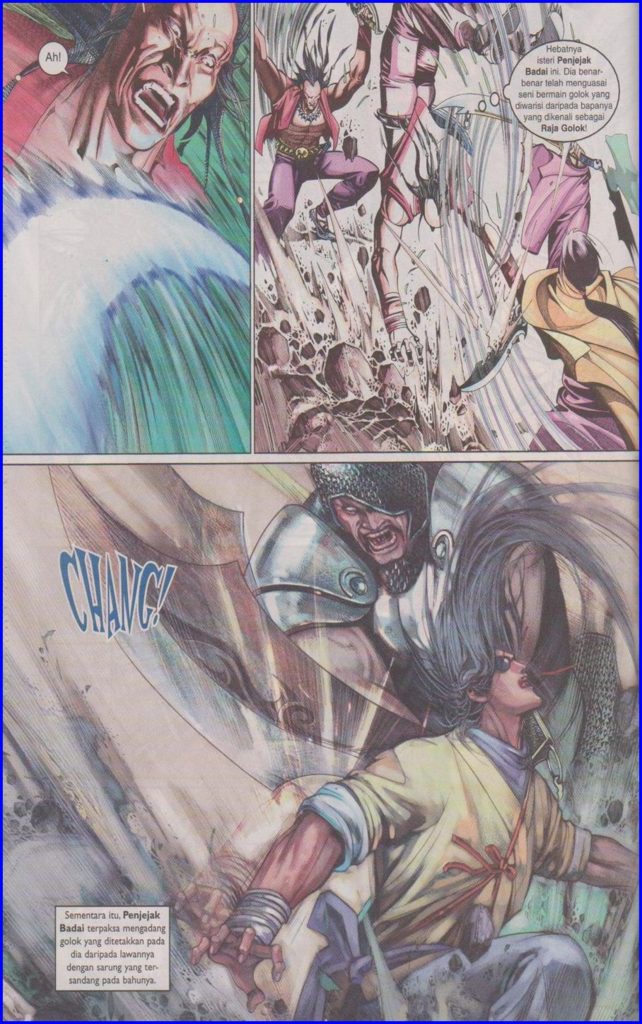 Ah!
Hebatnya
isteri Penjejak
Badai ini. Dia benar-
benar telah menguasai
seni bermain golok yang
diwarisi daripada bapanya
yang dikenali sebagai
Raja Golok!
CHANG!
Sementara itu, Penjejak
Badai terpaksa mengadang
golok yang ditetakkan pada
dia daripada lawannya
dengan sarung yang ter-
sandang pada bahunya.